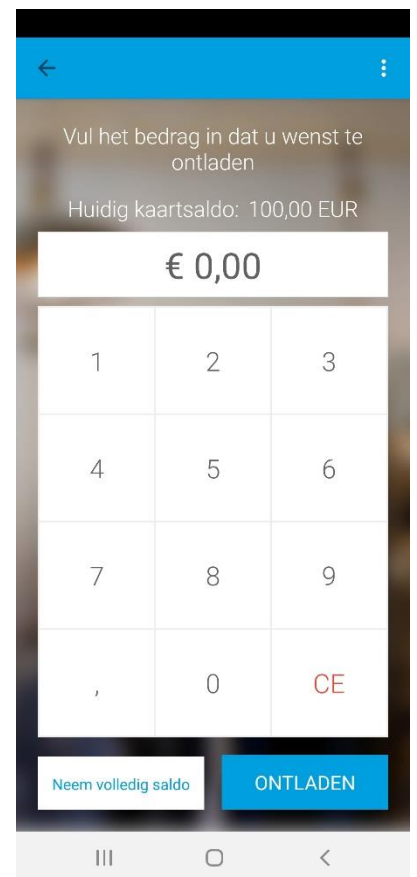 Vul het bedrag in dat u wenst te
ontladen
Huidig kaartsaldo: 100,00 EUR
€ 0,00
1 2 3
4 5 6
7 8 9
, 0 CE
Neem volledig saldo ONTLADEN